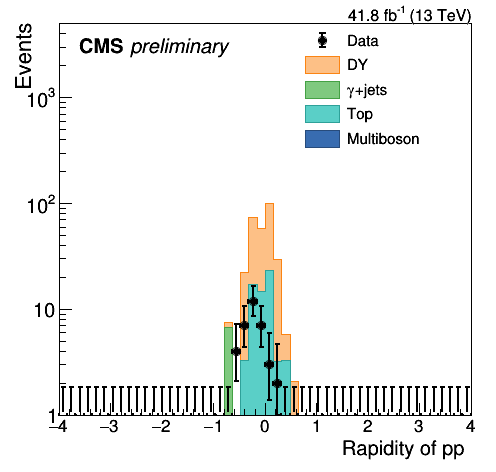 41.8 fb⁻¹ (13 TeV)
CMS preliminary
Data
DY
γ+jets
Top
Multiboson
Events
10³
10²
10
1
−4 −3 −2 −1 0 1 2 3 4
Rapidity of pp